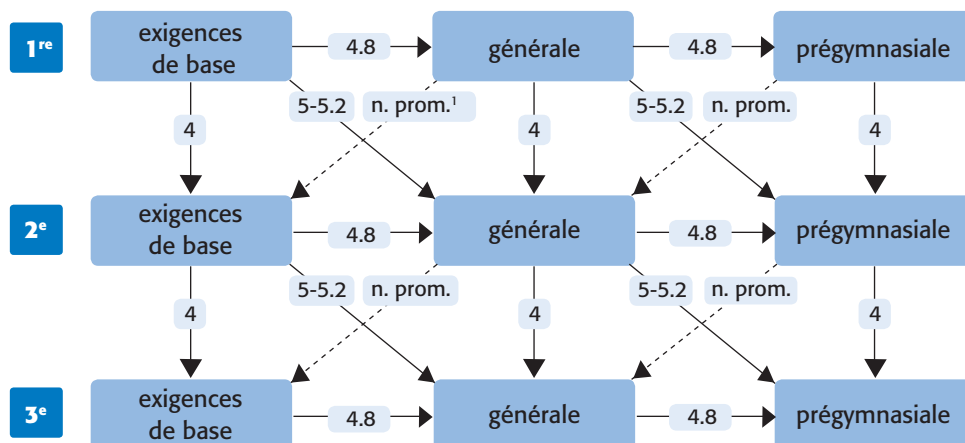 1re
exigences
de base
4.8
générale
4.8
prégymnasiale
5-5.2
n. prom.1
5-5.2
n. prom.
4
4
4
2e
exigences
de base
4.8
générale
4.8
prégymnasiale
5-5.2
n. prom.
5-5.2
n. prom.
4
4
4
3e
exigences
de base
4.8
générale
4.8
prégymnasiale